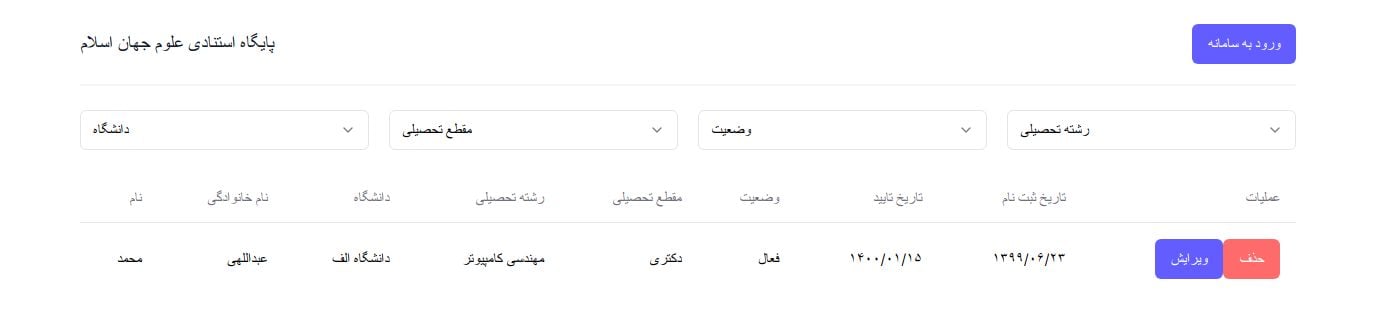 پایگاه استنادی علوم جهان اسلام
ورود به سامانه
دانشگاه
مقطع تحصیلی
وضعیت
رشته تحصیلی
نام نام خانوادگی دانشگاه رشته تحصیلی مقطع تحصیلی وضعیت تاریخ تایید تاریخ ثبت نام عملیات
محمد عبداللهی دانشگاه الف مهندسی کامپیوتر دکتری فعال ۱۴۰۰/۰۱/۱۵ ۱۳۹۹/۰۶/۲۳ ویرایش حذف